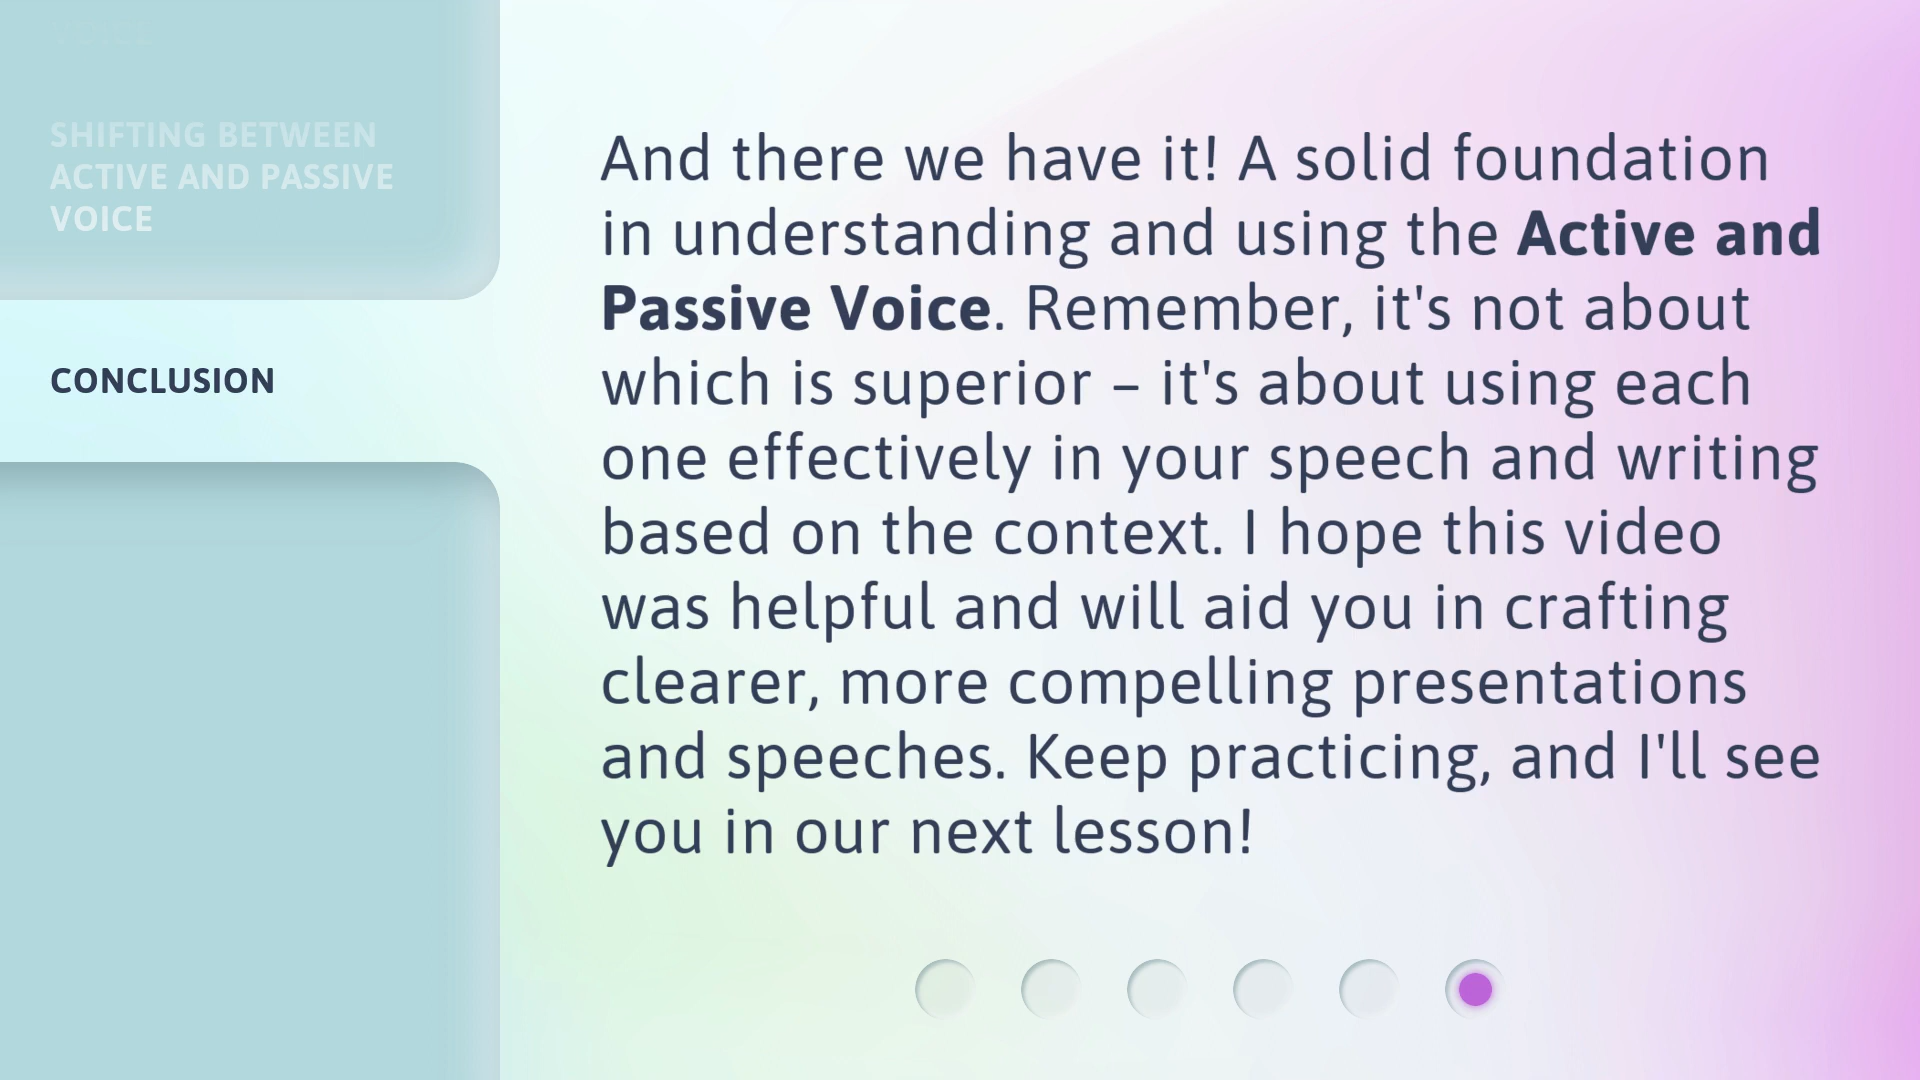 VOICE
SHIFTING BETWEEN
ACTIVE AND PASSIVE
VOICE
CONCLUSION
And there we have it! A solid foundation
in understanding and using the Active and
Passive Voice. Remember, it's not about
which is superior – it's about using each
one effectively in your speech and writing
based on the context. I hope this video
was helpful and will aid you in crafting
clearer, more compelling presentations
and speeches. Keep practicing, and I'll see
you in our next lesson!